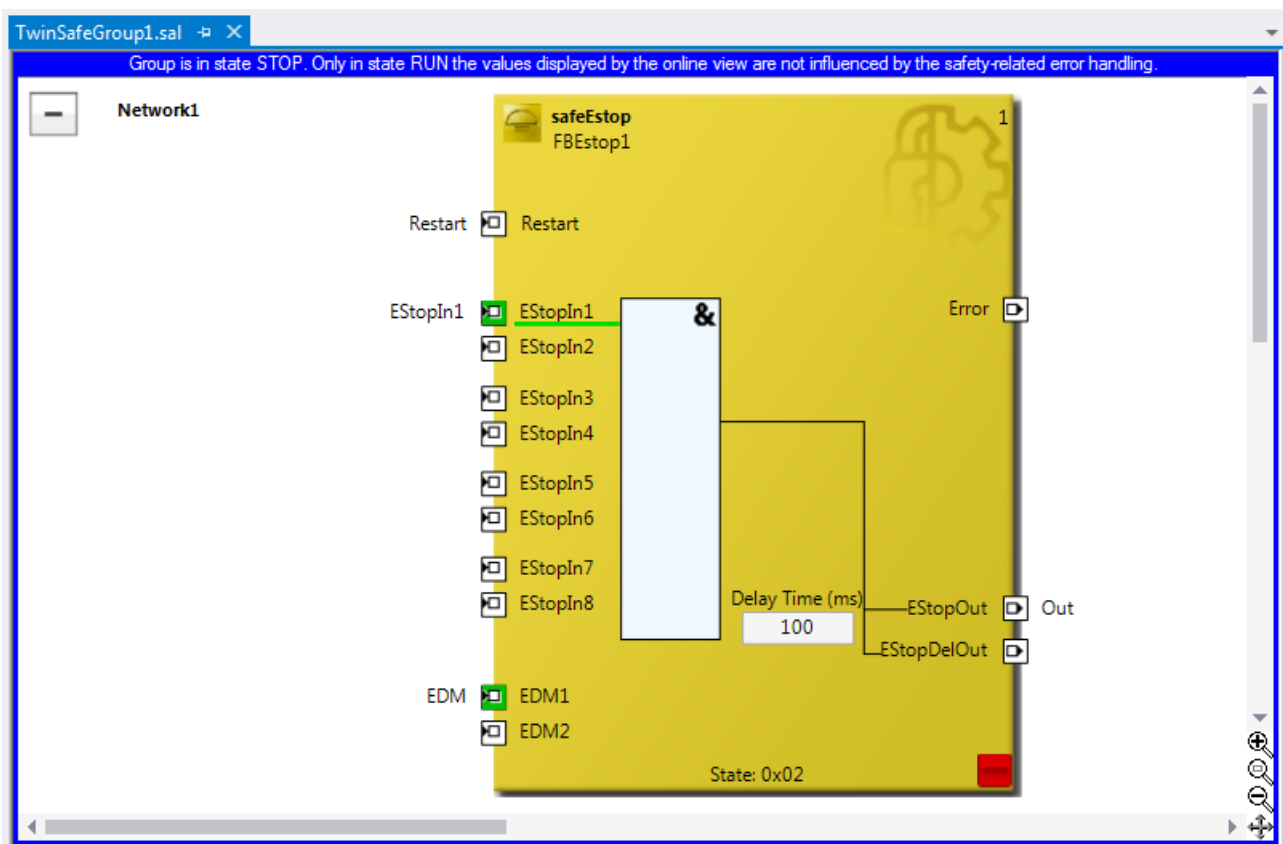 TwinSafeGroup1.sal
Group is in state STOP. Only in state RUN the values displayed by the online view are not influenced by the safety-related error handling.
Network1
safeEstop
1
FBEstop1
Restart Restart
EStopIn1 EStopIn1 & Error
EStopIn2
EStopIn3
EStopIn4
EStopIn5
EStopIn6
EStopIn7
EStopIn8
Delay Time (ms)
100
EStopOut Out
EStopDelOut
EDM EDM1
EDM2
State: 0x02